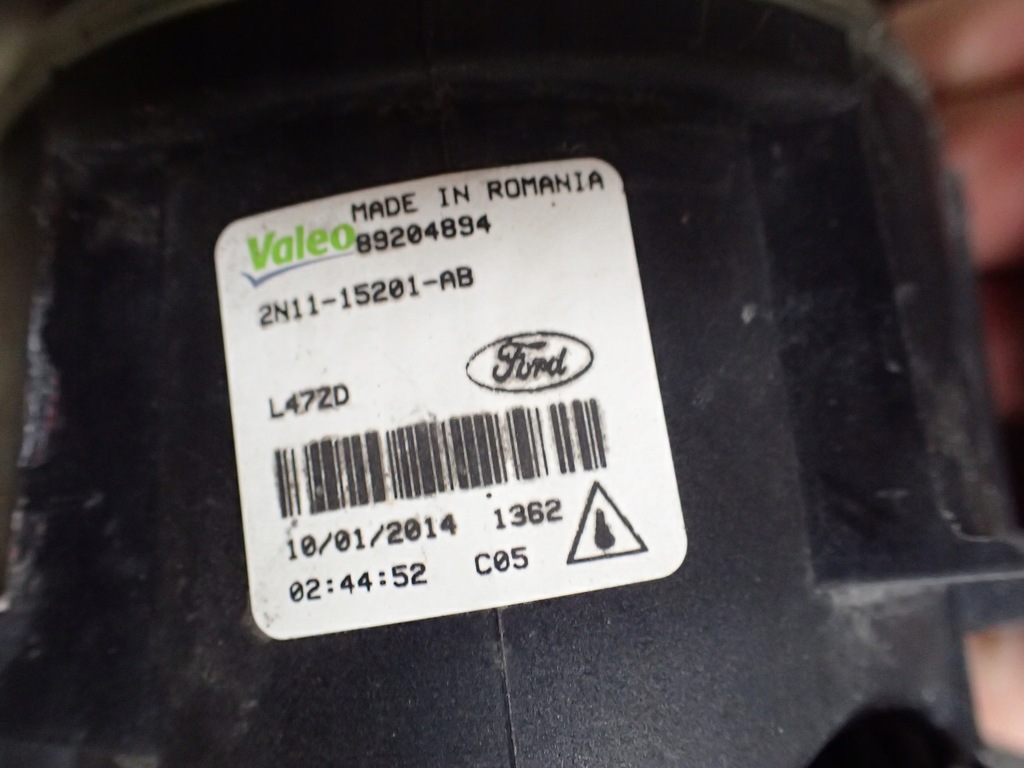 MADE IN ROMANIA
Valeo 89204894
2N11-15201-AB
Ford
L472D
10/01/2014 1362
02:44:52 C05